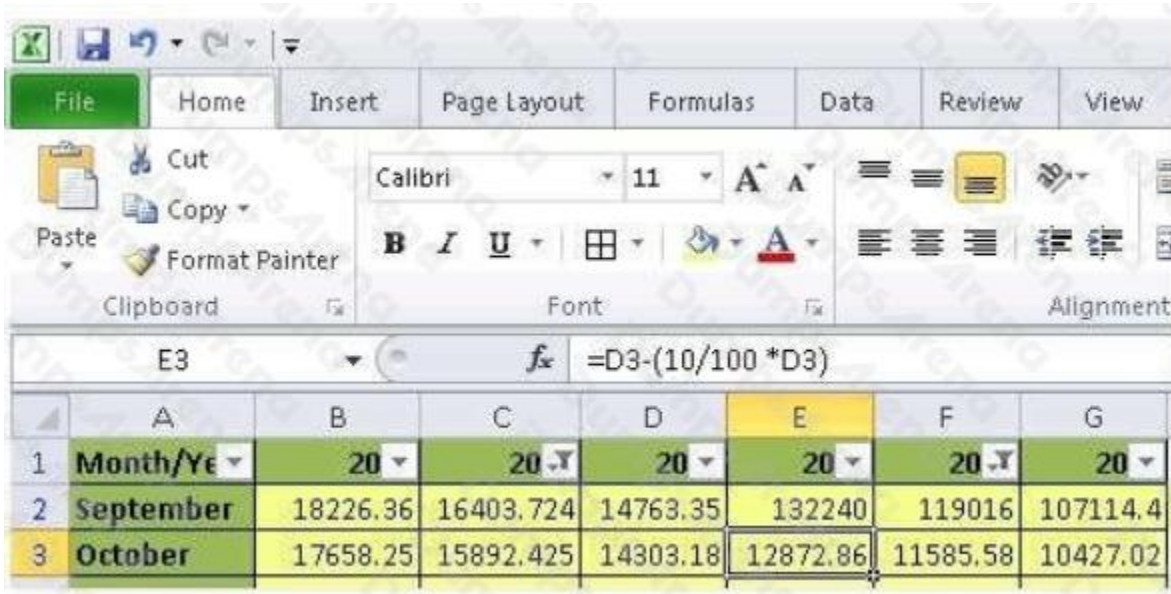 File Home Insert Page Layout Formulas Data Review View
Cut
Calibri 11 A A
Copy
Paste
Format Painter
B I U A
Clipboard Font Alignment
E3 fx =D3-(10/100 *D3)
A B C D E F G
1 Month/Ye 20 20 20 20 20 20
2 September 18226.36 16403.724 14763.35 132240 119016 107114.4
3 October 17658.25 15892.425 14303.18 12872.86 11585.58 10427.02
DumpsArena